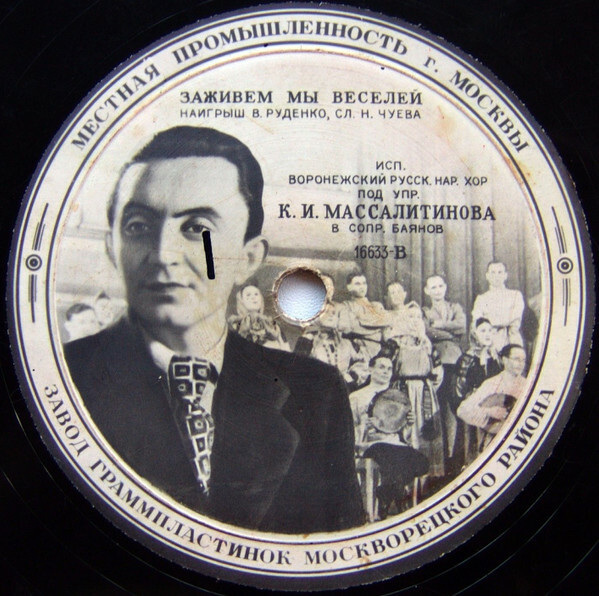 МЕСТНАЯ ПРОМЫШЛЕННОСТЬ г. МОСКВЫ
ЗАЖИВЕМ МЫ ВЕСЕЛЕЙ
НАИГРЫШ В. РУДЕНКО, СЛ. Н. ЧУЕВА
ИСП.
ВОРОНЕЖСКИЙ РУССК. НАР. ХОР
ПОД УПР.
К. И. МАССАЛИТИНОВА
В СОПР. БАЯНОВ
16633-В
ЗАВОД ГРАММПЛАСТИНОК МОСКВОРЕЦКОГО РАЙОНА